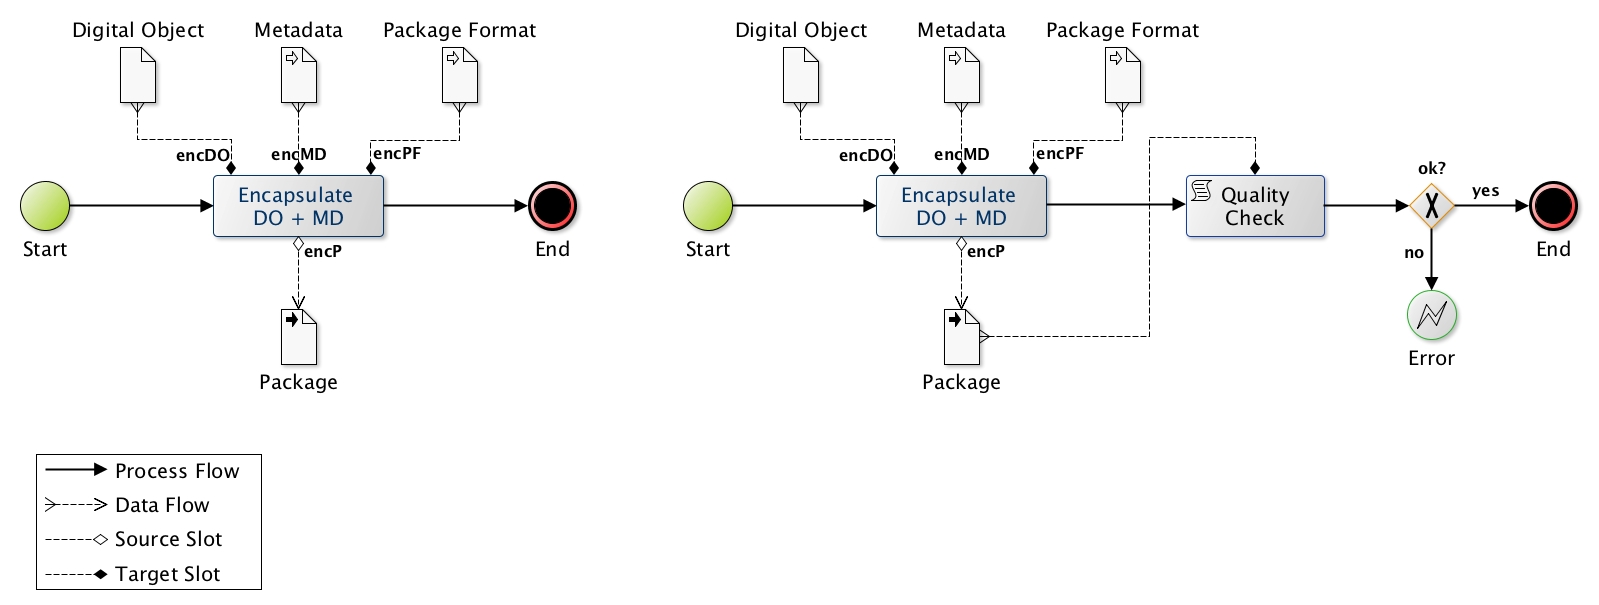 Digital Object
Metadata
Package Format
encDO
encMD
encPF
Encapsulate
DO + MD
Start
End
encP
Package
Digital Object
Metadata
Package Format
encDO
encMD
encPF
Encapsulate
DO + MD
Quality
Check
ok?
yes
no
Start
End
encP
Error
Package
Process Flow
Data Flow
Source Slot
Target Slot